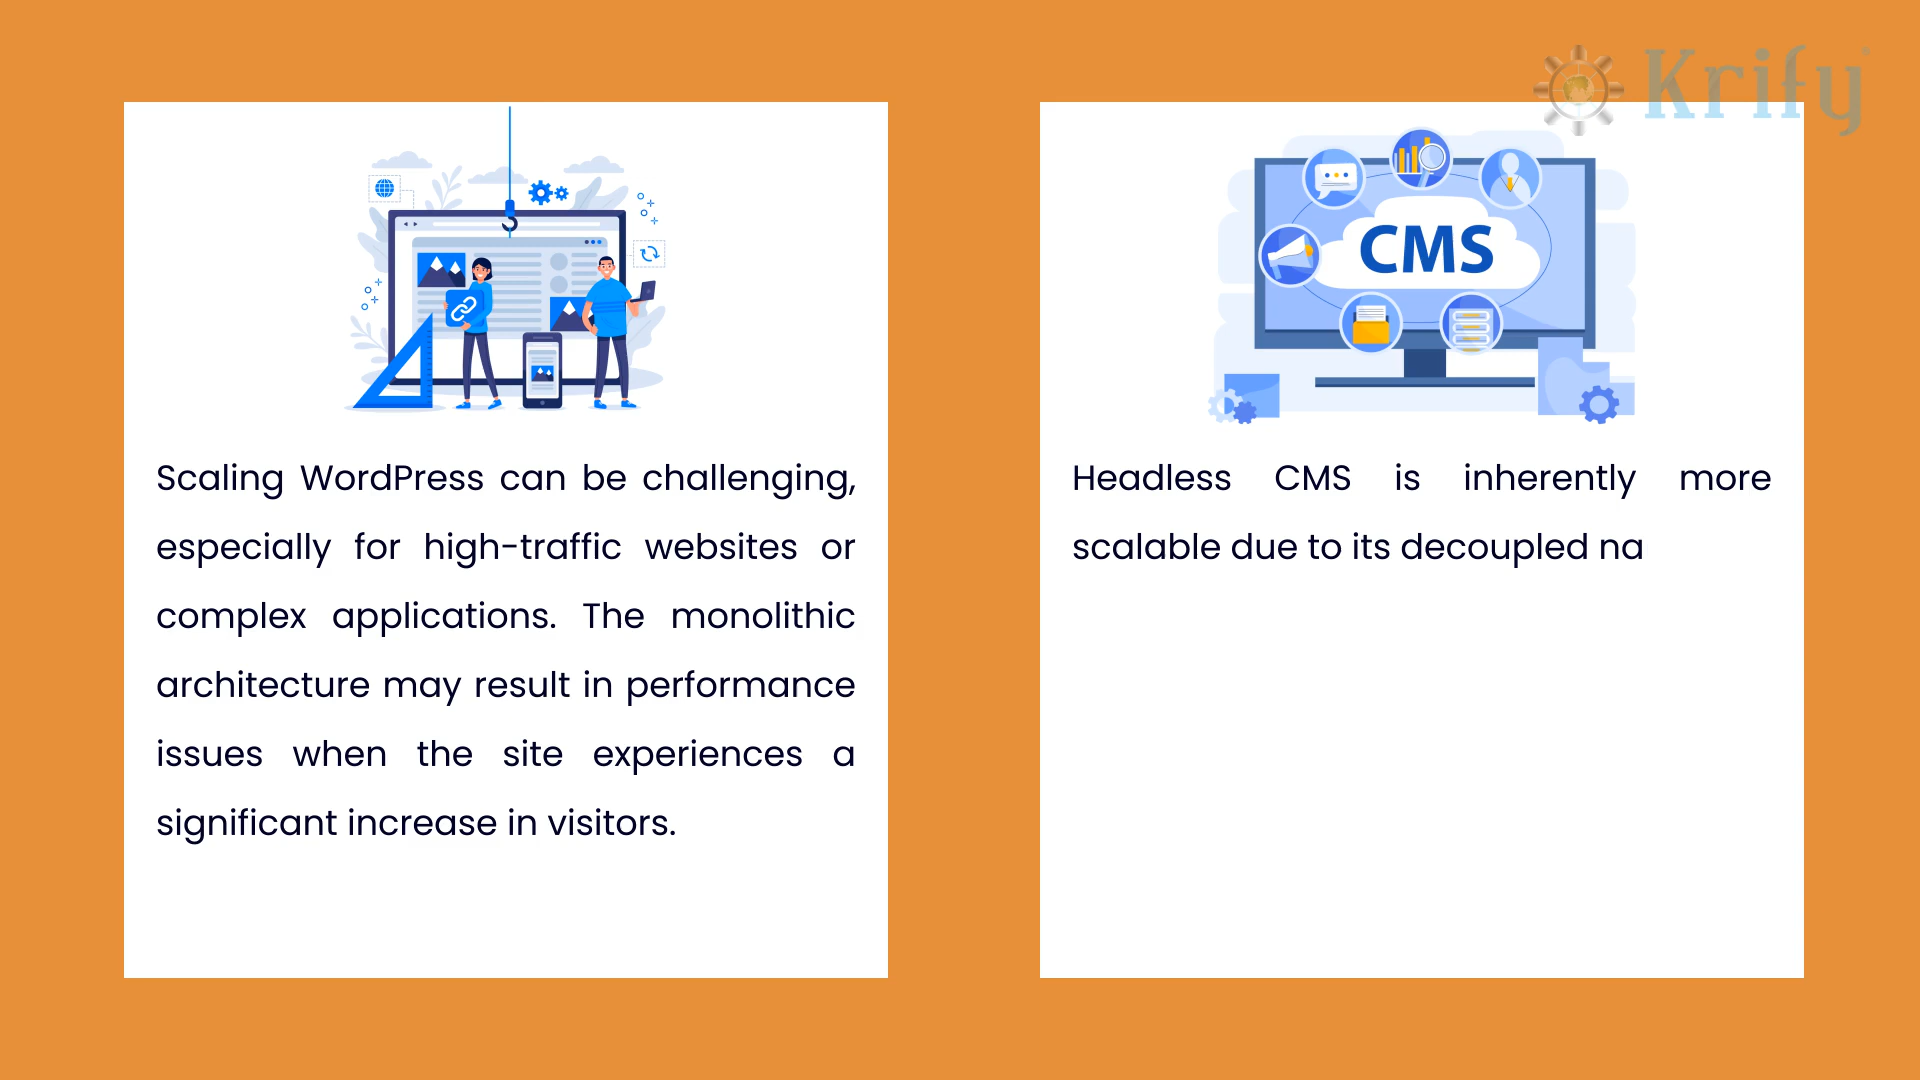 Krify
CMS
Scaling WordPress can be challenging,
especially for high-traffic websites or
complex applications. The monolithic
architecture may result in performance
issues when the site experiences a
significant increase in visitors.
Headless CMS is inherently more
scalable due to its decoupled na